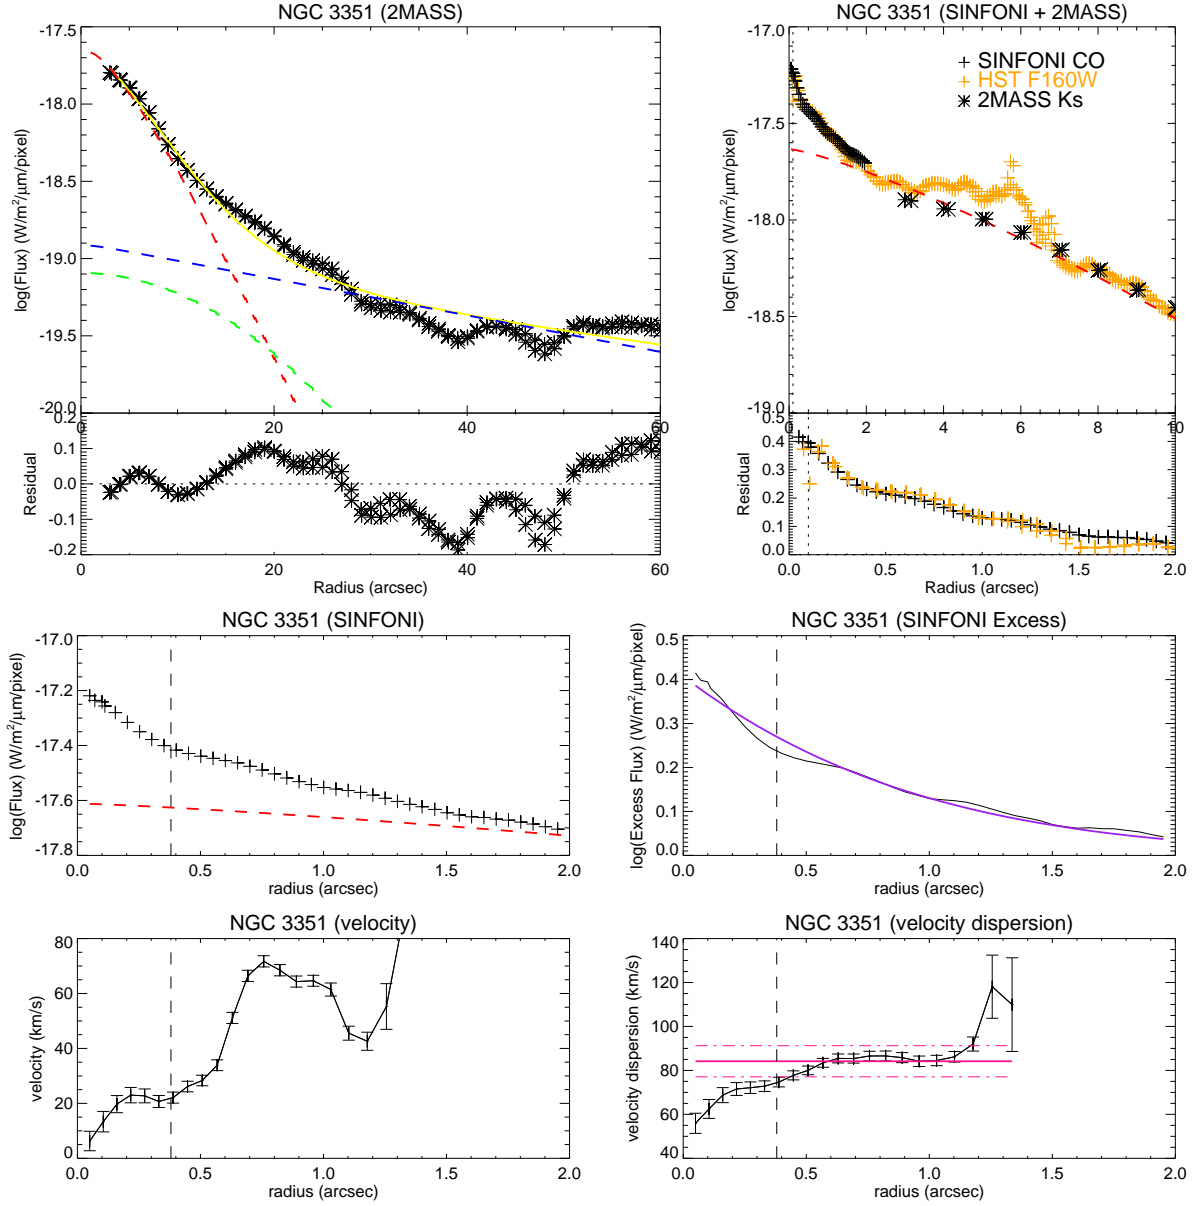 NGC 3351 (2MASS)
log(Flux) (W/m²/μm/pixel)
-17.5
-18.0
-18.5
-19.0
-19.5
-20.0
0 20 40 60
Residual
0.2
0.1
0.0
-0.1
-0.2
0 20 40 60
Radius (arcsec)
NGC 3351 (SINFONI + 2MASS)
SINFONI CO
HST F160W
2MASS Ks
log(Flux) (W/m²/μm/pixel)
-17.0
-17.5
-18.0
-18.5
-19.0
0 2 4 6 8 10
Residual
0.5
0.4
0.3
0.2
0.1
0.0
0.0 0.5 1.0 1.5 2.0
Radius (arcsec)
NGC 3351 (SINFONI)
log(Flux) (W/m²/μm/pixel)
-17.0
-17.2
-17.4
-17.6
-17.8
0.0 0.5 1.0 1.5 2.0
radius (arcsec)
NGC 3351 (SINFONI Excess)
log(Excess Flux) (W/m²/μm/pixel)
0.5
0.4
0.3
0.2
0.1
0.0
0.0 0.5 1.0 1.5 2.0
radius (arcsec)
NGC 3351 (velocity)
velocity (km/s)
80
60
40
20
0
0.0 0.5 1.0 1.5 2.0
radius (arcsec)
NGC 3351 (velocity dispersion)
velocity dispersion (km/s)
140
120
100
80
60
40
0.0 0.5 1.0 1.5 2.0
radius (arcsec)